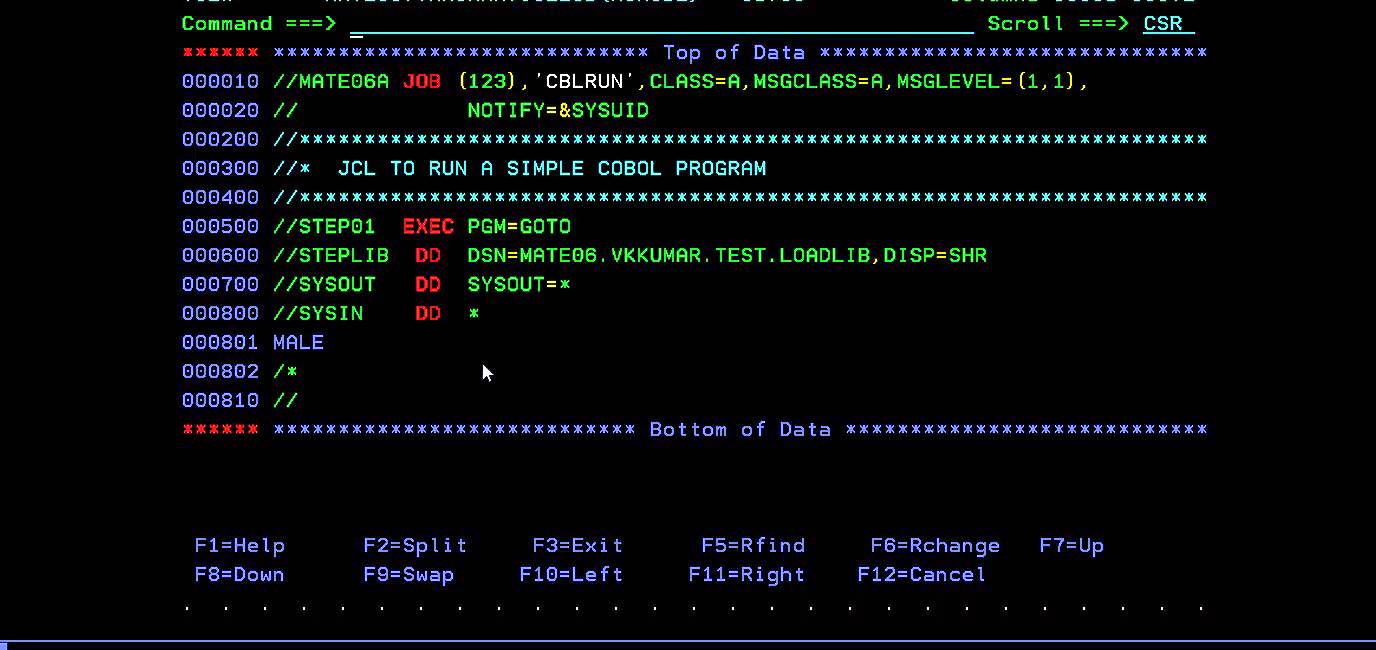 Command ===> Scroll ===> CSR
****** ***************************** Top of Data ******************************
000010 //MATE06A JOB (123),'CBLRUN',CLASS=A,MSGCLASS=A,MSGLEVEL=(1,1),
000020 //             NOTIFY=&SYSUID
000200 //**********************************************************************
000300 //*  JCL TO RUN A SIMPLE COBOL PROGRAM
000400 //**********************************************************************
000500 //STEP01  EXEC PGM=GOTO
000600 //STEPLIB  DD  DSN=MATE06.VKKUMAR.TEST.LOADLIB,DISP=SHR
000700 //SYSOUT   DD  SYSOUT=*
000800 //SYSIN    DD  *
000801 MALE
000802 /*
000810 //
****** **************************** Bottom of Data ****************************
F1=Help      F2=Split     F3=Exit      F5=Rfind     F6=Rchange   F7=Up
F8=Down      F9=Swap     F10=Left     F11=Right    F12=Cancel